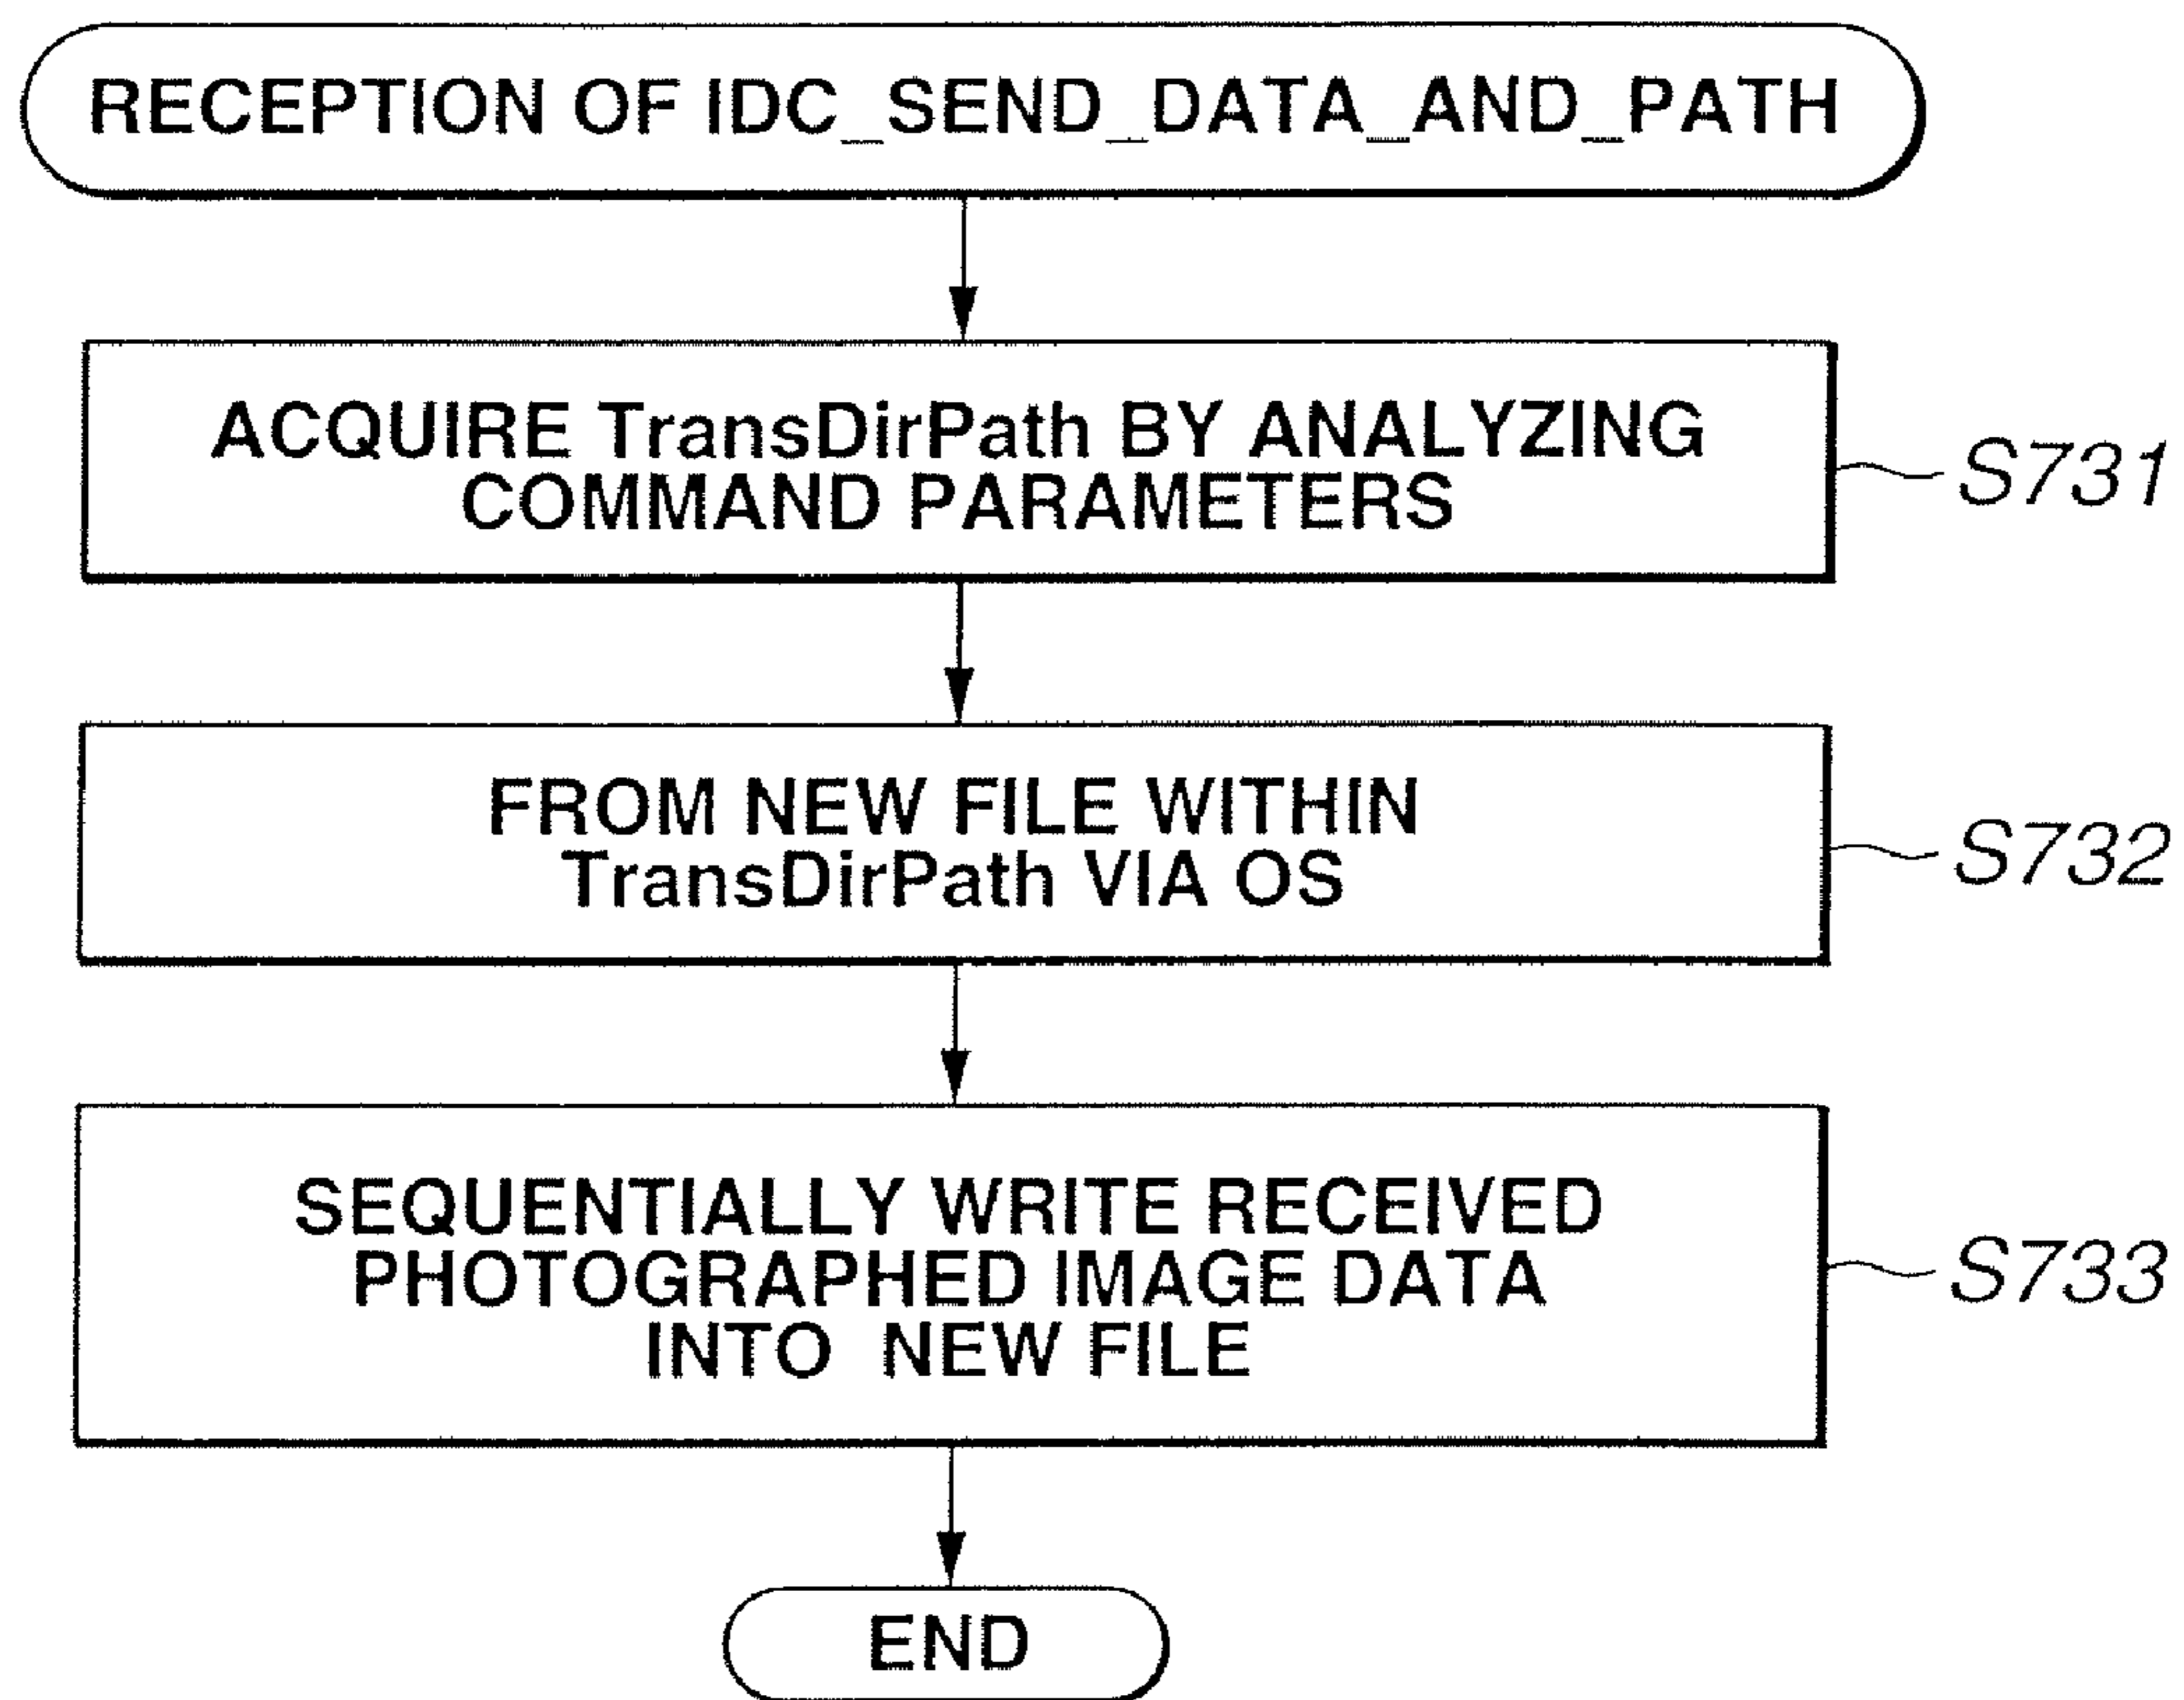 RECEPTION OF IDC_SEND_DATA_AND_PATH
ACQUIRE TransDirPath BY ANALYZING
COMMAND PARAMETERS
S731
FROM NEW FILE WITHIN
TransDirPath VIA OS
S732
SEQUENTIALLY WRITE RECEIVED
PHOTOGRAPHED IMAGE DATA
INTO NEW FILE
S733
END